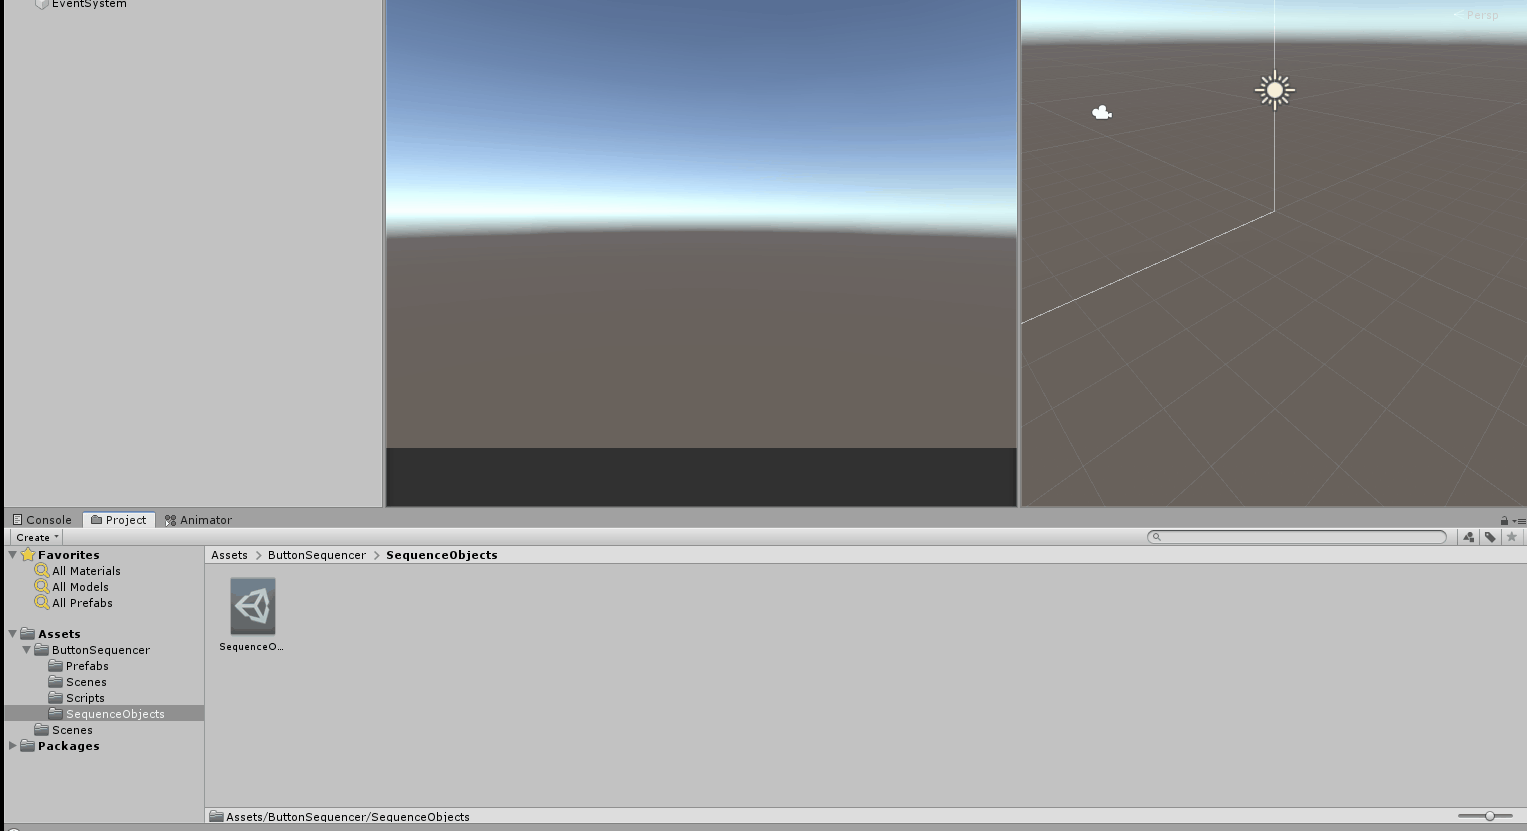 EventSystem
Persp
Console
Project
Animator
Create
Favorites
Assets > ButtonSequencer > SequenceObjects
All Materials
All Models
All Prefabs
SequenceO...
Assets
ButtonSequencer
Prefabs
Scenes
Scripts
SequenceObjects
Scenes
Packages
Assets/ButtonSequencer/SequenceObjects